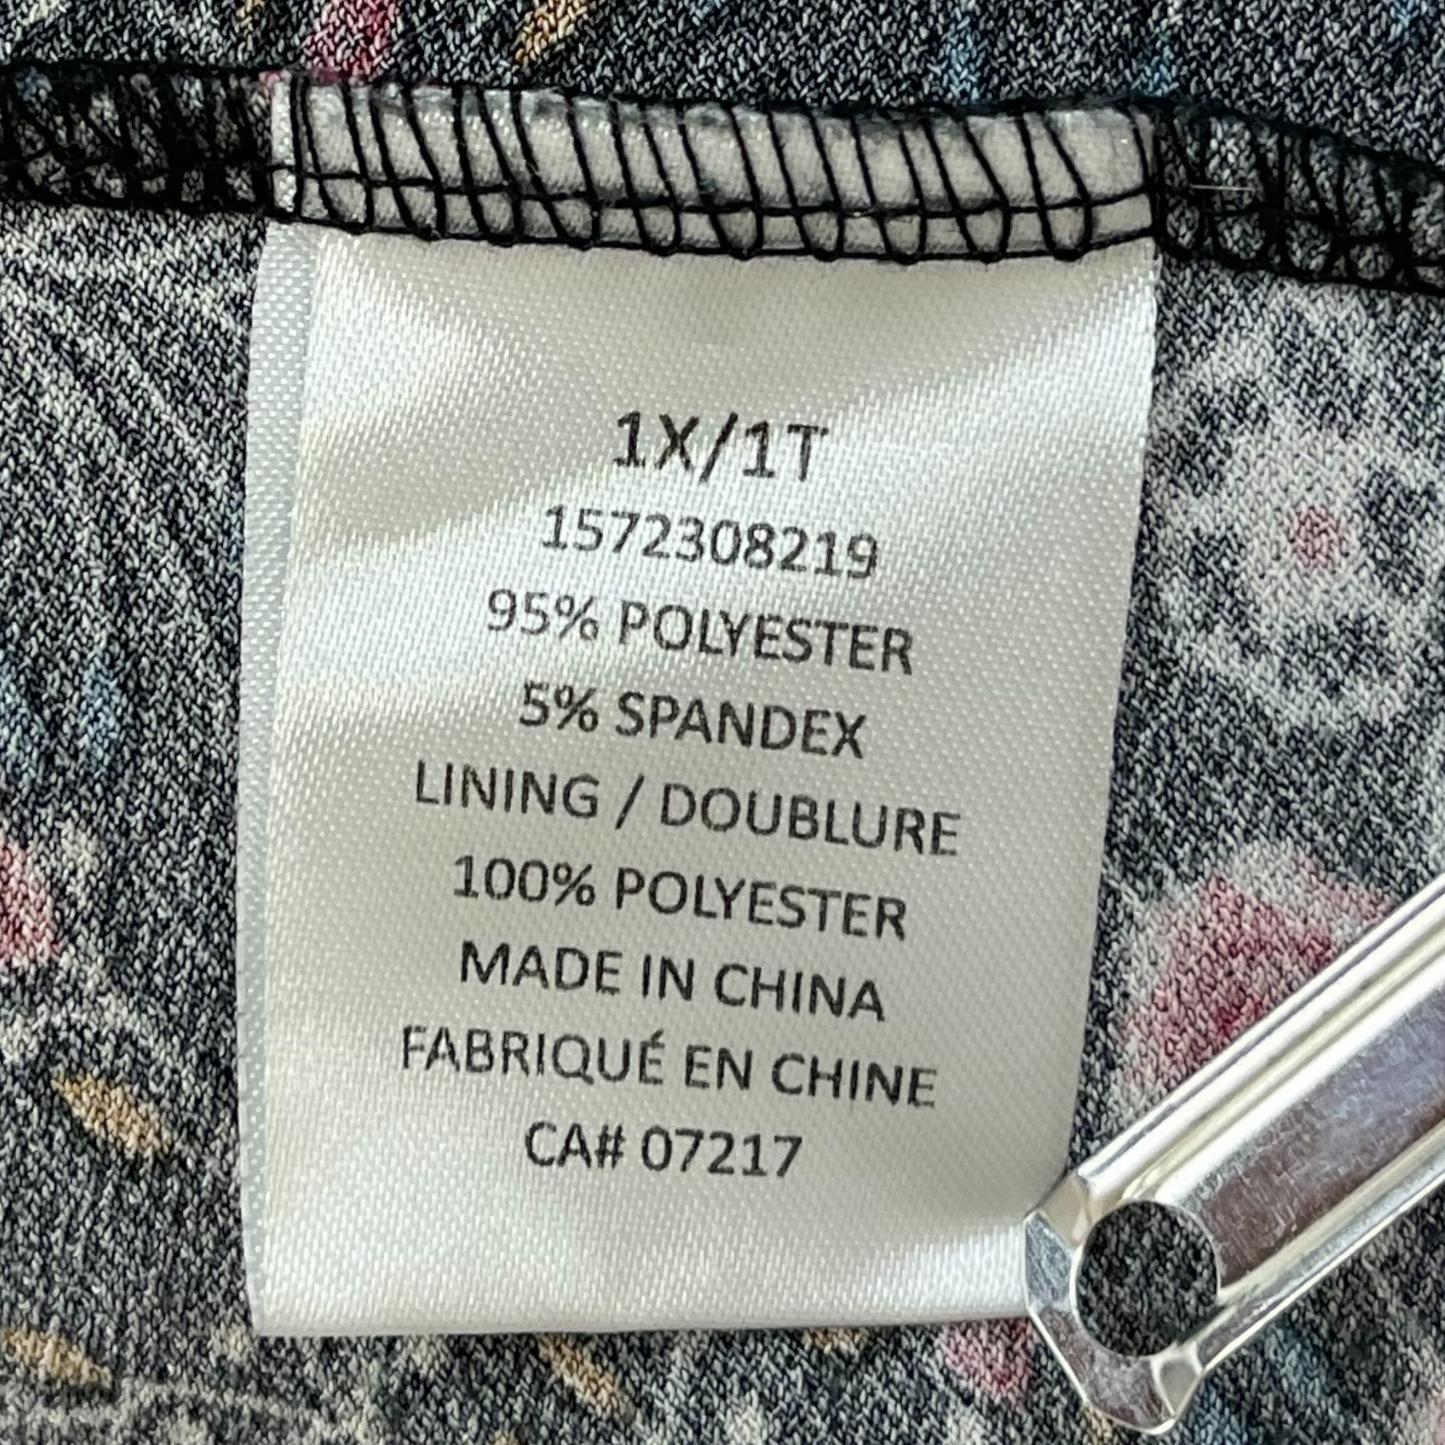 1X/1T
1572308219
95% POLYESTER
5% SPANDEX
LINING / DOUBLURE
100% POLYESTER
MADE IN CHINA
FABRIQUÉ EN CHINE
CA# 07217